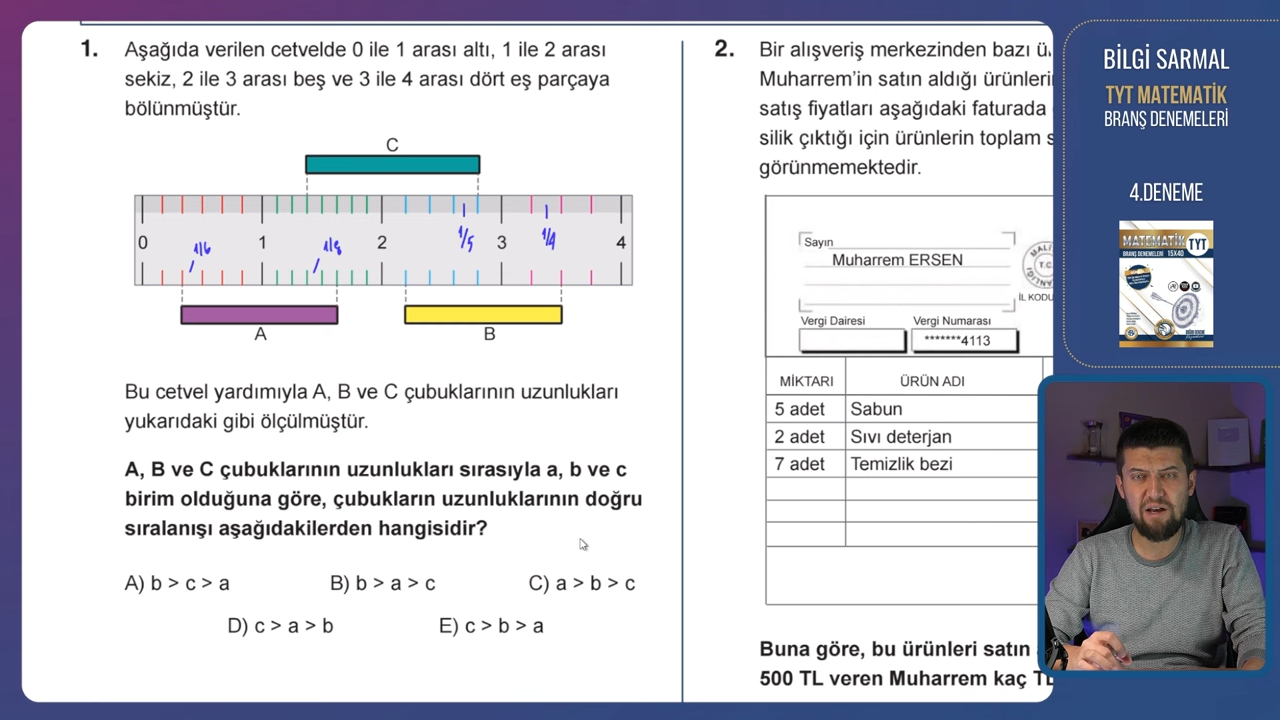 1. Aşağıda verilen cetvelde 0 ile 1 arası altı, 1 ile 2 arası
sekiz, 2 ile 3 arası beş ve 3 ile 4 arası dört eş parçaya
bölünmüştür.
C
0 1 2 3 4
1/6 1/8 1/5 1/4
A B
Bu cetvel yardımıyla A, B ve C çubuklarının uzunlukları
yukarıdaki gibi ölçülmüştür.
A, B ve C çubuklarının uzunlukları sırasıyla a, b ve c
birim olduğuna göre, çubukların uzunluklarının doğru
sıralanışı aşağıdakilerden hangisidir?
A) b > c > a B) b > a > c C) a > b > c
D) c > a > b E) c > b > a
2. Bir alışveriş merkezinden bazı ü
Muharrem'in satın aldığı ürünleri
satış fiyatları aşağıdaki faturada
silik çıktığı için ürünlerin toplam s
görünmemektedir.
Sayın
Muharrem ERSEN
T.C.
İL KODU
Vergi Dairesi Vergi Numarası
*******4113
MİKTARI ÜRÜN ADI
5 adet Sabun
2 adet Sıvı deterjan
7 adet Temizlik bezi
Buna göre, bu ürünleri satın
500 TL veren Muharrem kaç TL
BİLGİ SARMAL
TYT MATEMATİK
BRANŞ DENEMELERİ
4.DENEME
MATEMATİK TYT
BRANŞ DENEMELERİ 15X40